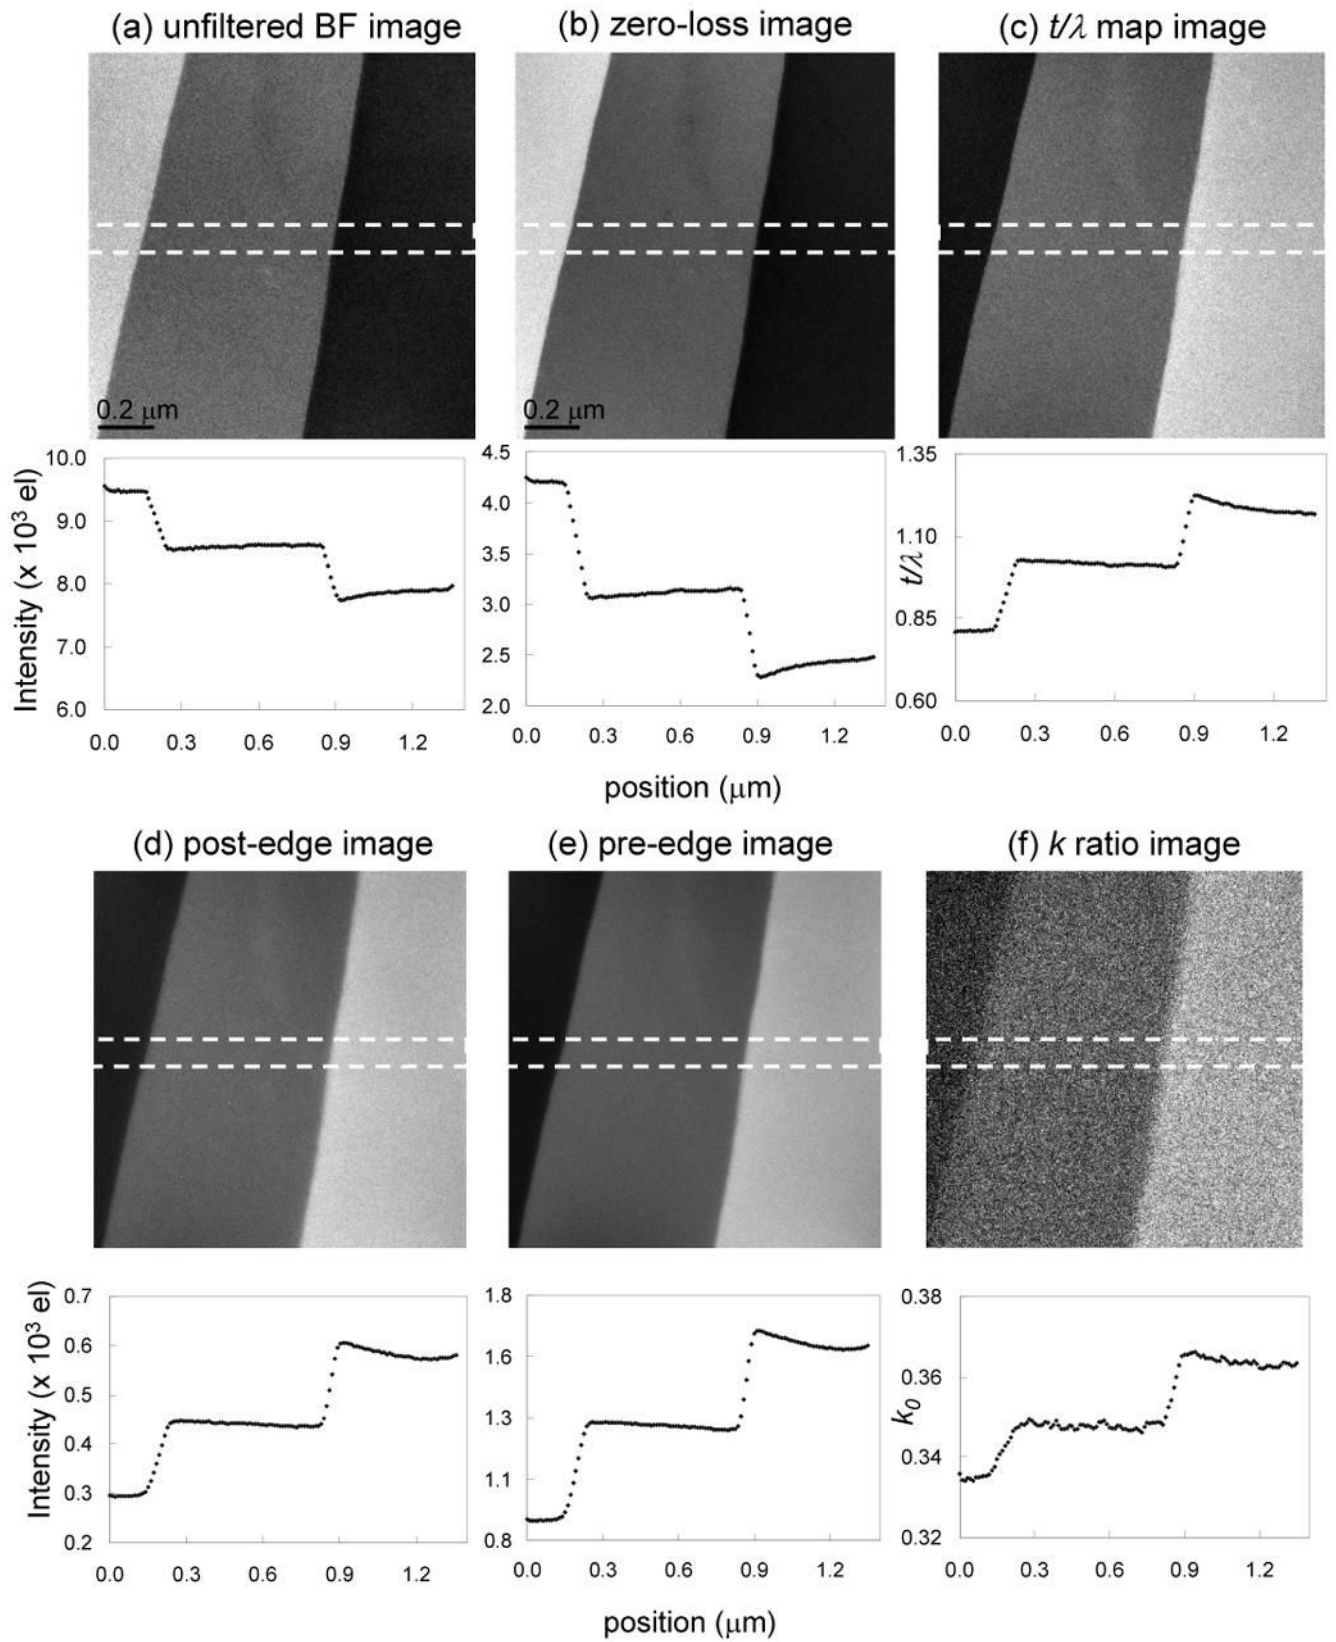 (a) unfiltered BF image (b) zero-loss image (c) t/λ map image
0.2 μm 0.2 μm
Intensity (x 10³ el)
10.0
9.0
8.0
7.0
6.0
0.0 0.3 0.6 0.9 1.2
4.5
4.0
3.5
3.0
2.5
2.0
0.0 0.3 0.6 0.9 1.2
t/λ
1.35
1.10
0.85
0.60
0.0 0.3 0.6 0.9 1.2
position (μm)
(d) post-edge image (e) pre-edge image (f) k ratio image
Intensity (x 10³ el)
0.7
0.6
0.5
0.4
0.3
0.2
0.0 0.3 0.6 0.9 1.2
1.8
1.6
1.3
1.1
0.8
0.0 0.3 0.6 0.9 1.2
k₀
0.38
0.36
0.34
0.32
0.0 0.3 0.6 0.9 1.2
position (μm)